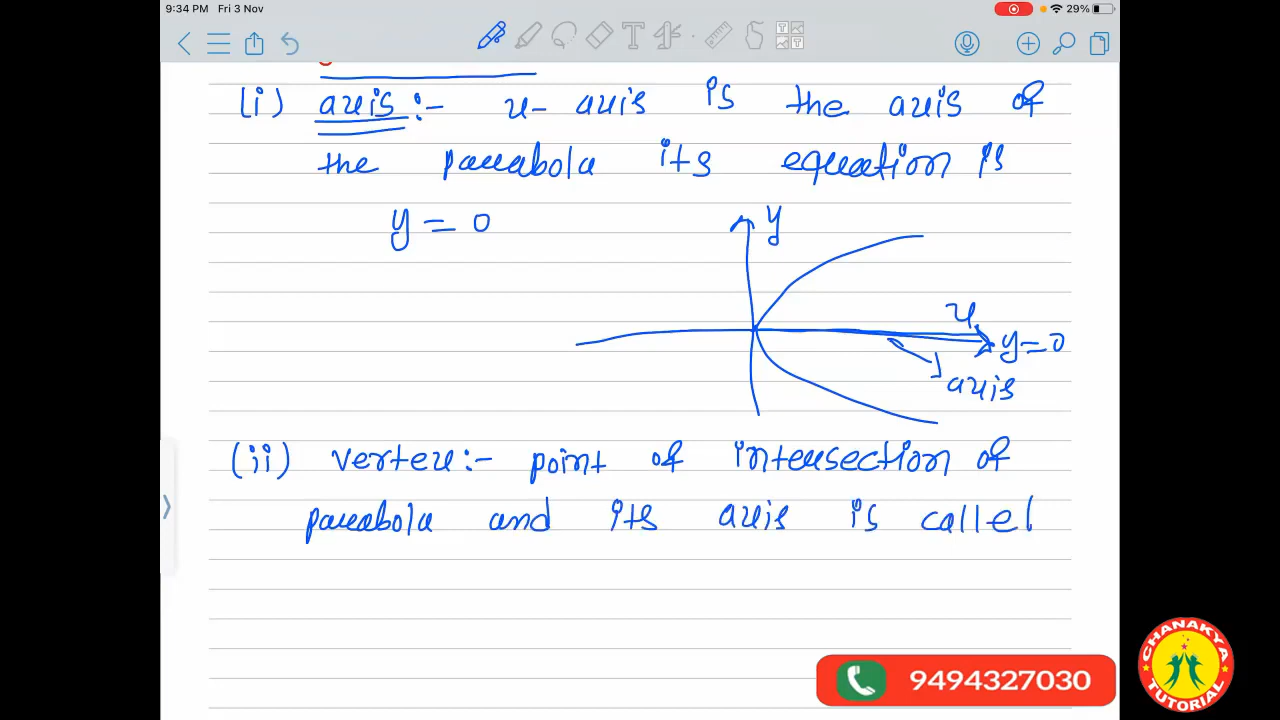 9:34 PM Fri 3 Nov
29%
(i) axis :- x- axis is the axis of
the parabola its equation is
y = 0
y
x
y=0
axis
(ii) vertex :- point of intersection of
parabola and its axis is calle
CHANAKYA
TUTORIAL
9494327030